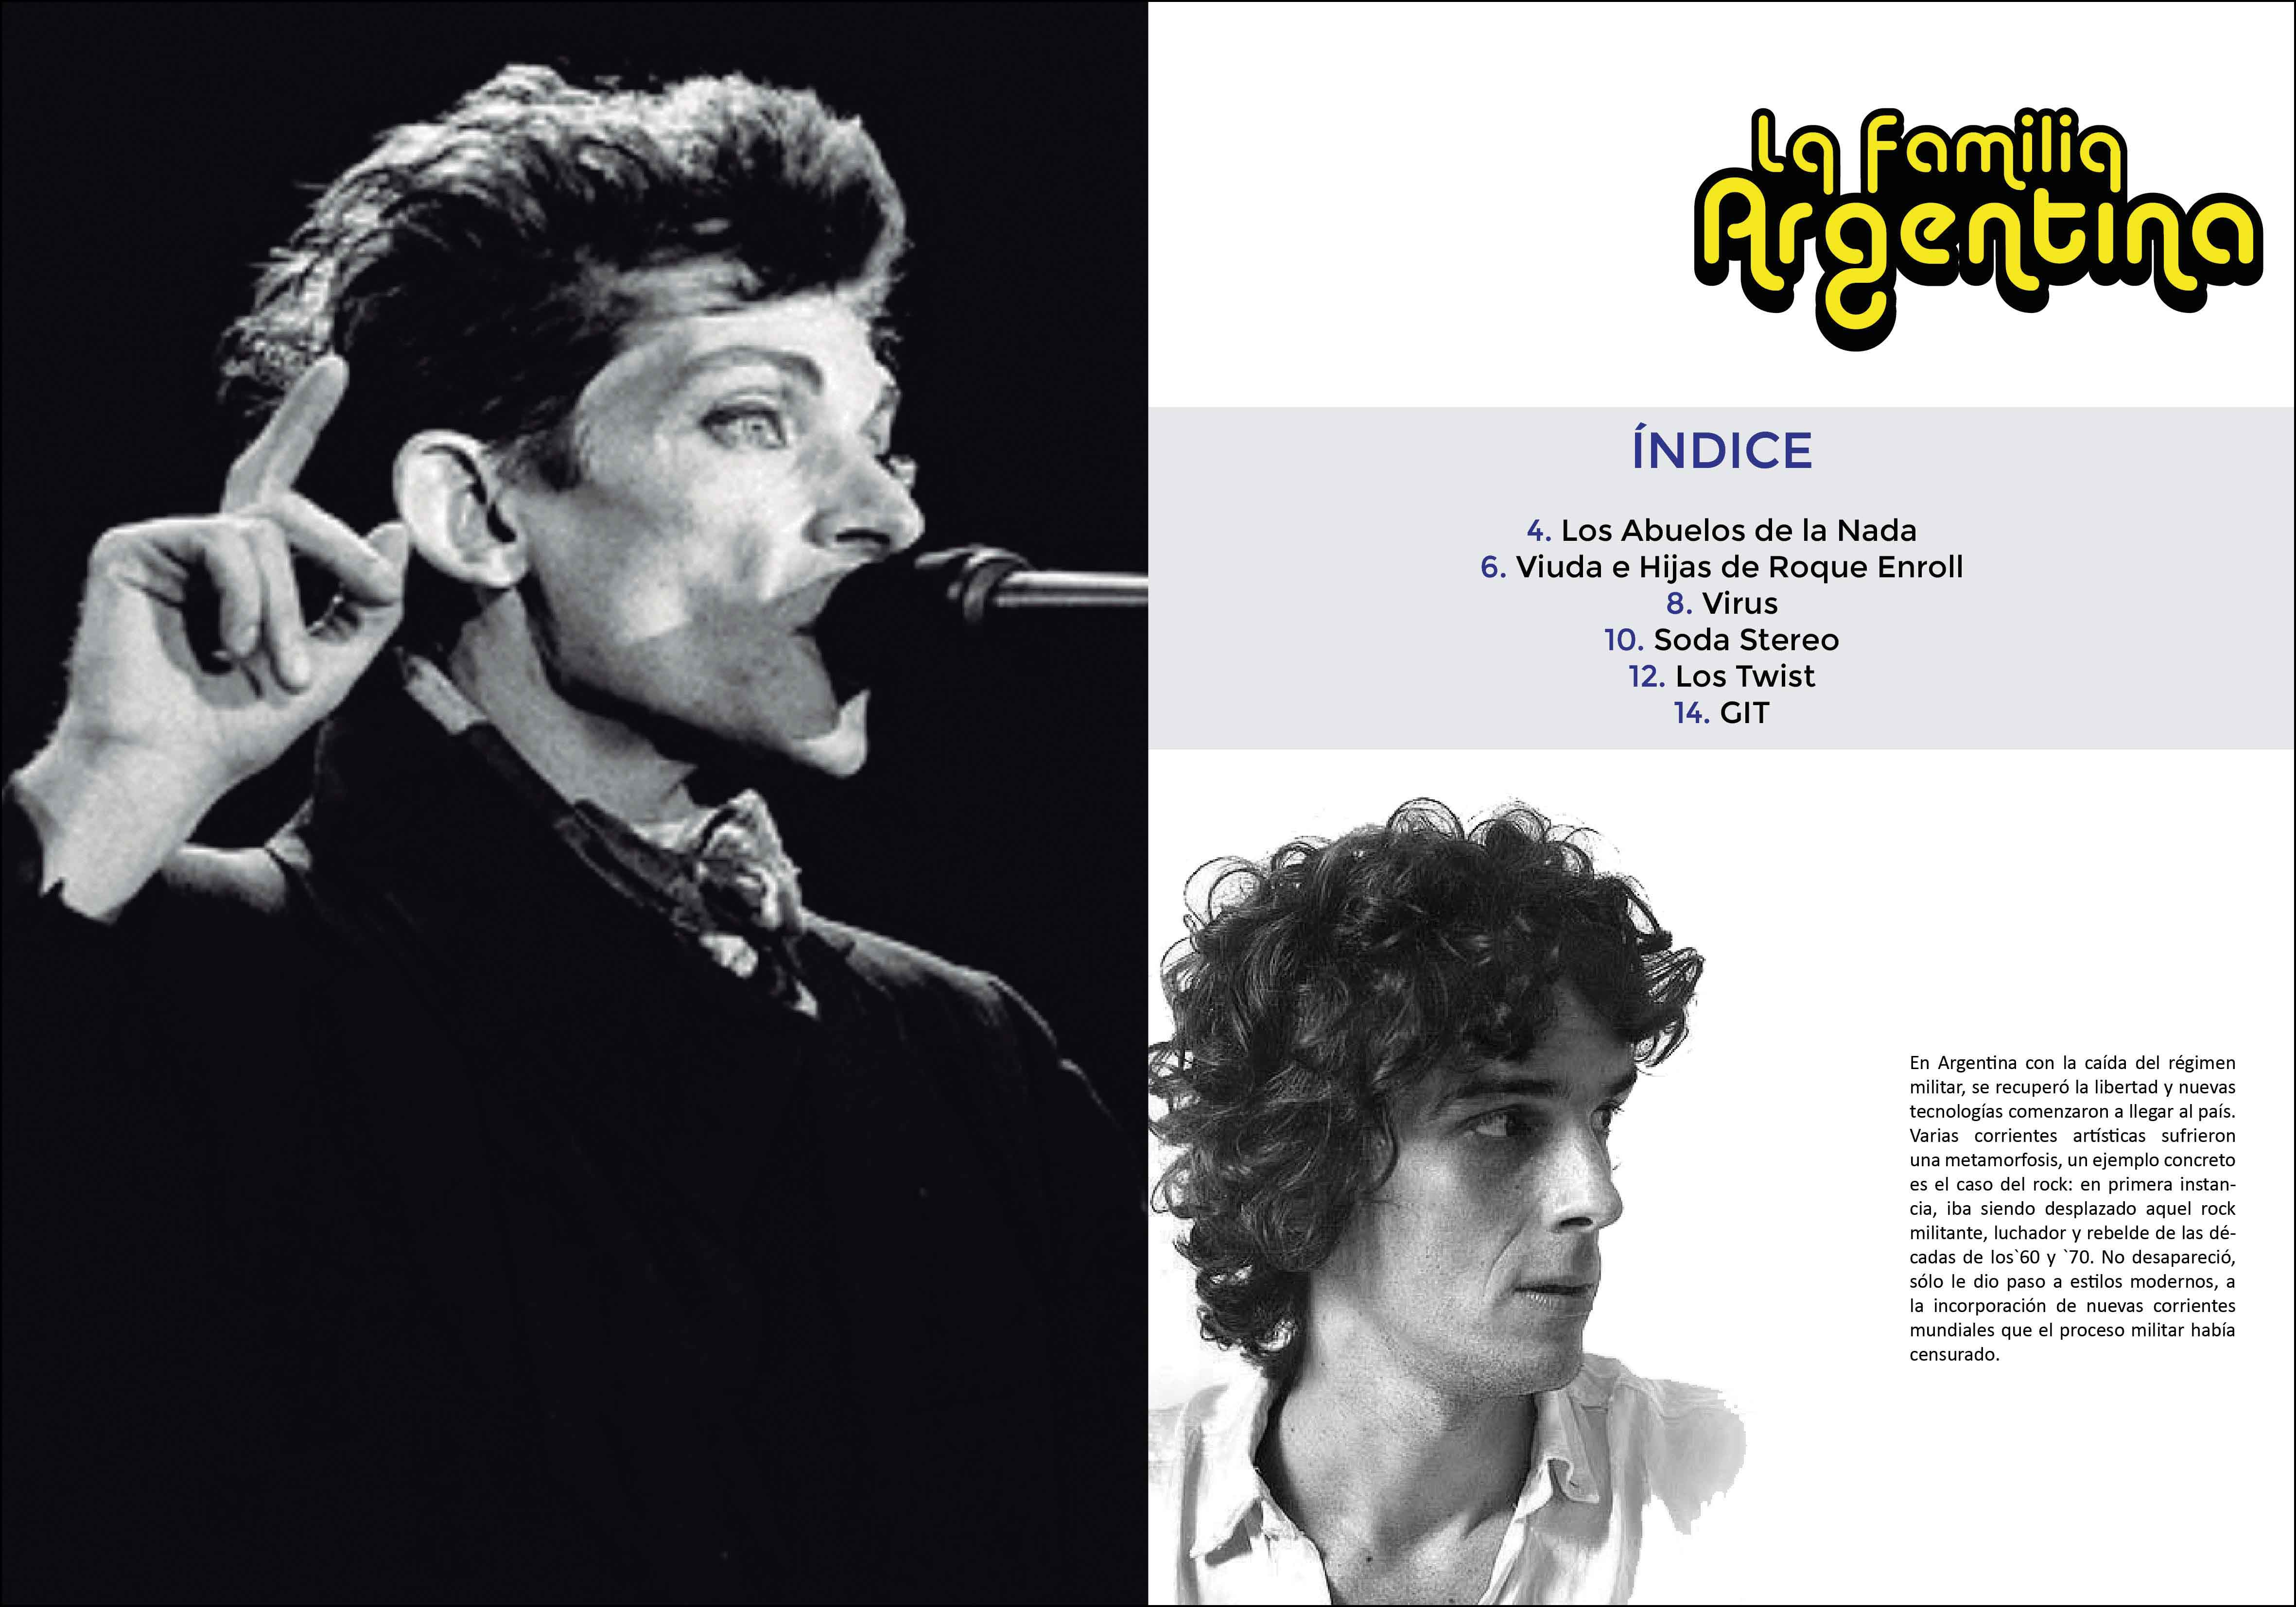 La Familia
Argentina
ÍNDICE
4. Los Abuelos de la Nada
6. Viuda e Hijas de Roque Enroll
8. Virus
10. Soda Stereo
12. Los Twist
14. GIT
En Argentina con la caída del régimen
militar, se recuperó la libertad y nuevas
tecnologías comenzaron a llegar al país.
Varias corrientes artísticas sufrieron
una metamorfosis, un ejemplo concreto
es el caso del rock: en primera instan-
cia, iba siendo desplazado aquel rock
militante, luchador y rebelde de las dé-
cadas de los`60 y `70. No desapareció,
sólo le dio paso a estilos modernos, a
la incorporación de nuevas corrientes
mundiales que el proceso militar había
censurado.